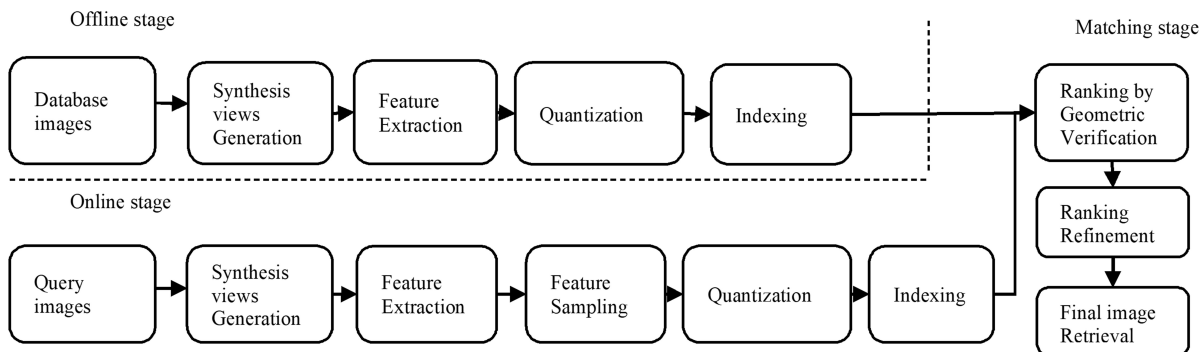 Offline stage
Matching stage
Database
images
Synthesis
views
Generation
Feature
Extraction
Quantization
Indexing
Ranking by
Geometric
Verification
Online stage
Query
images
Synthesis
views
Generation
Feature
Extraction
Feature
Sampling
Quantization
Indexing
Ranking
Refinement
Final image
Retrieval